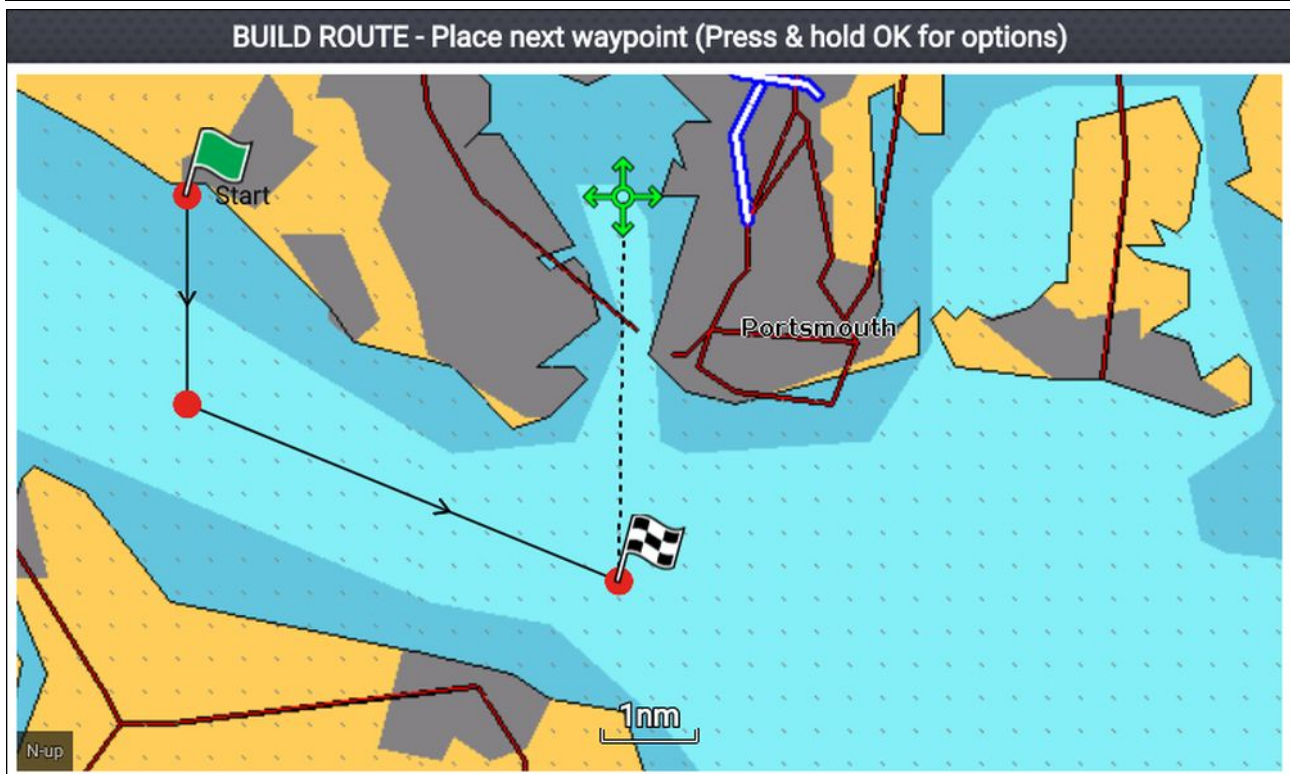 BUILD ROUTE - Place next waypoint (Press & hold OK for options)
Start
Portsmouth
1nm
N-up